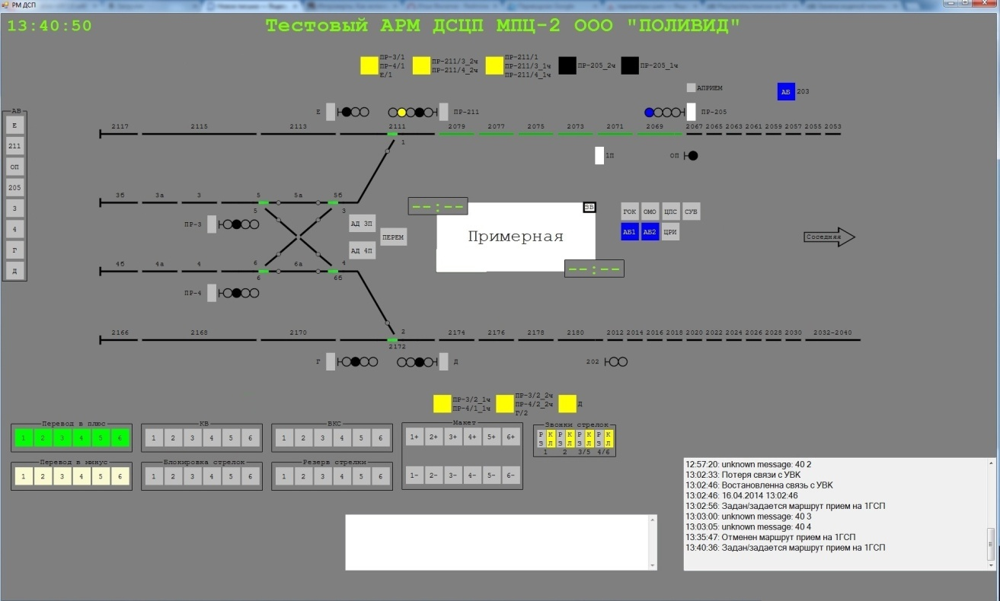 РМ ДСП
13:40:50
Тестовый АРМ ДСЦП МПЦ-2 ООО "ПОЛИВИД"
ПР-3/1
ПР-4/1
Е/1
ПР-211/3_2ч
ПР-211/4_2ч
ПР-211/1
ПР-211/3_1ч
ПР-211/4_1ч
ПР-205_2ч
ПР-205_1ч
АПРИЕМ
АБ 203
Е
ПР-211
ПР-205
АВ
Е
211
ОП
205
3
4
Г
Д
2117 2115 2113 2111 2079 2077 2075 2073 2071 2069 2067 2065 2063 2061 2059 2057 2055 2053
1
1П
ОП
3б 3а 3 5 5а 5б
5 3
ПР-3
АД 3П
АД 4П
ПЕРЕМ
--:--
ЗВ
Примерная
--:--
ГОК ОМО ЦПС СУБ
АБ1 АБ2 ЦРИ
Соседняя
4б 4а 4 6 6а 4
6 6б
ПР-4
2166 2168 2170 2 2174 2176 2178 2180 2012 2014 2016 2018 2020 2022 2024 2026 2028 2030 2032-2040
2172
Г
Д
202
ПР-3/2_1ч
ПР-4/1_1ч
ПР-3/2_2ч
ПР-4/2_2ч
Г/2
Д
Перевод в плюс
1 2 3 4 5 6
КВ
1 2 3 4 5 6
ВКС
1 2 3 4 5 6
Макет
1+ 2+ 3+ 4+ 5+ 6+
1- 2- 3- 4- 5- 6-
Звонки стрелок
Р К Р К Р К Р К
З Л З Л З Л З Л
1 2 3/5 4/6
Перевод в минус
1 2 3 4 5 6
Блокировка стрелок
1 2 3 4 5 6
Резерв стрелки
1 2 3 4 5 6
12:57:20: unknown message: 40 2
13:02:33: Потеря связи с УВК
13:02:46: Востановленна связь с УВК
13:02:46: 16.04.2014 13:02:46
13:02:56: Задан/задается маршрут прием на 1ГСП
13:03:00: unknown message: 40 3
13:03:05: unknown message: 40 4
13:35:47: Отменен маршрут прием на 1ГСП
13:40:36: Задан/задается маршрут прием на 1ГСП